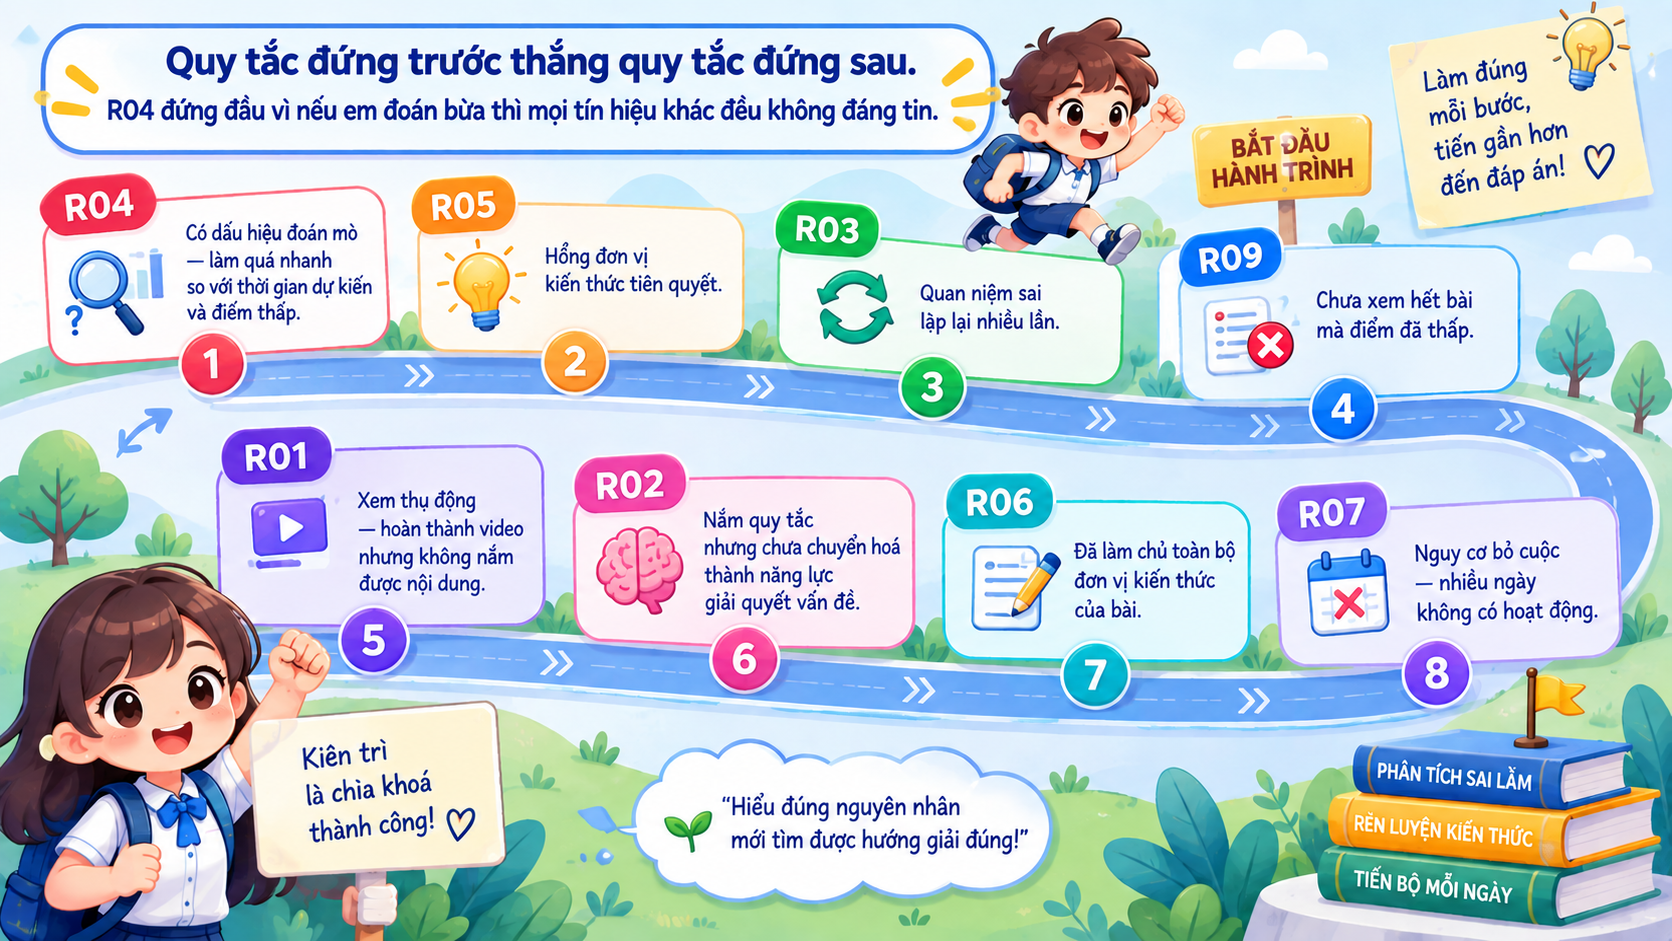 Quy tắc đứng trước thắng quy tắc đứng sau.
R04 đứng đầu vì nếu em đoán bừa thì mọi tín hiệu khác đều không đáng tin.
Làm đúng
mỗi bước,
tiến gần hơn
đến đáp án!
BẮT ĐẦU
HÀNH TRÌNH
R04
Có dấu hiệu đoán mò
— làm quá nhanh
so với thời gian dự kiến
và điểm thấp.
?
1
R05
Hổng đơn vị
kiến thức tiên quyết.
2
R03
Quan niệm sai
lặp lại nhiều lần.
3
R09
Chưa xem hết bài
mà điểm đã thấp.
4
R01
Xem thụ động
— hoàn thành video
nhưng không nắm
được nội dung.
5
R02
Nắm quy tắc
nhưng chưa chuyển hoá
thành năng lực
giải quyết vấn đề.
6
R06
Đã làm chủ toàn bộ
đơn vị kiến thức
của bài.
7
R07
Nguy cơ bỏ cuộc
— nhiều ngày
không có hoạt động.
8
Kiên trì
là chìa khoá
thành công!
“Hiểu đúng nguyên nhân
mới tìm được hướng giải đúng!”
PHÂN TÍCH SAI LẦM
RÈN LUYỆN KIẾN THỨC
TIẾN BỘ MỖI NGÀY